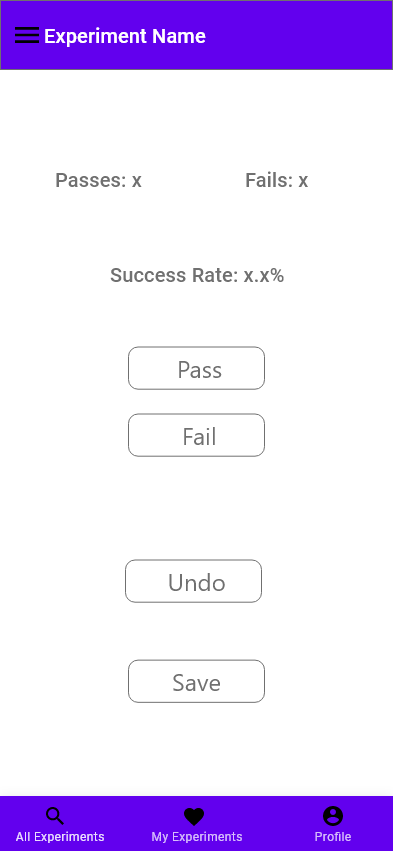 Experiment Name
Passes: x Fails: x
Success Rate: x.x%
Pass
Fail
Undo
Save
All Experiments My Experiments Profile